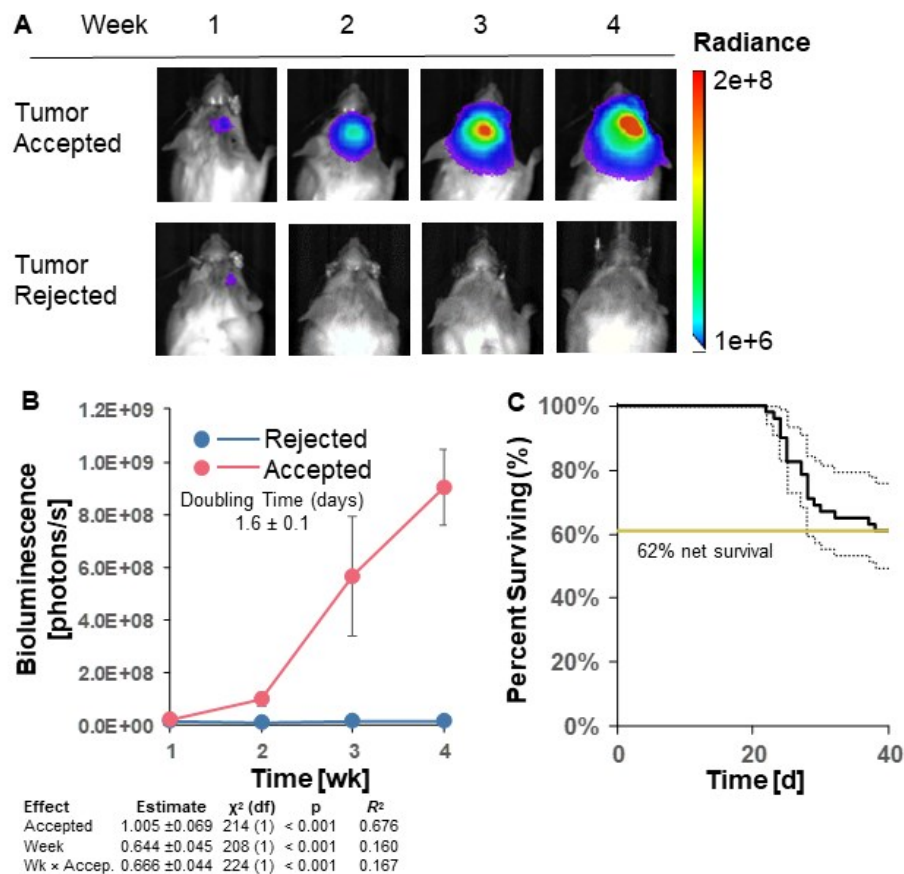 A
Week 1 2 3 4
Radiance
2e+8
1e+6
Tumor
Accepted
Tumor
Rejected
B
1.2E+09
1.0E+09
8.0E+08
6.0E+08
4.0E+08
2.0E+08
0.0E+00
Bioluminescence
[photons/s]
Rejected
Accepted
Doubling Time (days)
1.6 ± 0.1
1 2 3 4
Time [wk]
C
100%
80%
60%
40%
20%
0%
Percent Surviving (%)
62% net survival
0 20 40
Time [d]
Effect Estimate χ² (df) p R²
Accepted 1.005 ±0.069 214 (1) < 0.001 0.676
Week 0.644 ±0.045 208 (1) < 0.001 0.160
Wk × Accep. 0.666 ±0.044 224 (1) < 0.001 0.167